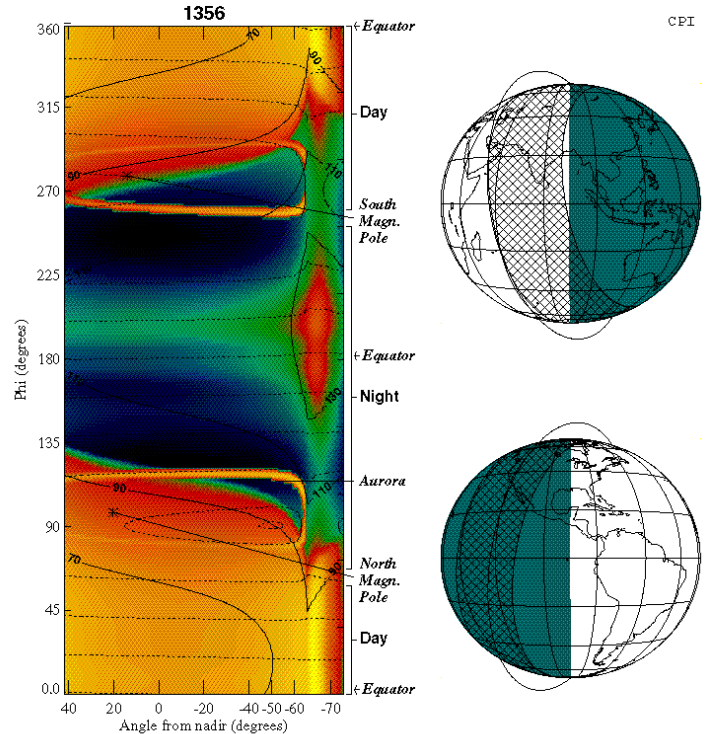 1356
CPI
360
315
270
225
180
135
90
45
0.0
Phi (degrees)
40
20
0
-20
-40
-50
-60
-70
Angle from nadir (degrees)
Equator
Day
South
Magn.
Pole
Equator
Night
Aurora
North
Magn.
Pole
Day
Equator
70
90
90
110
130
110
90
90
70